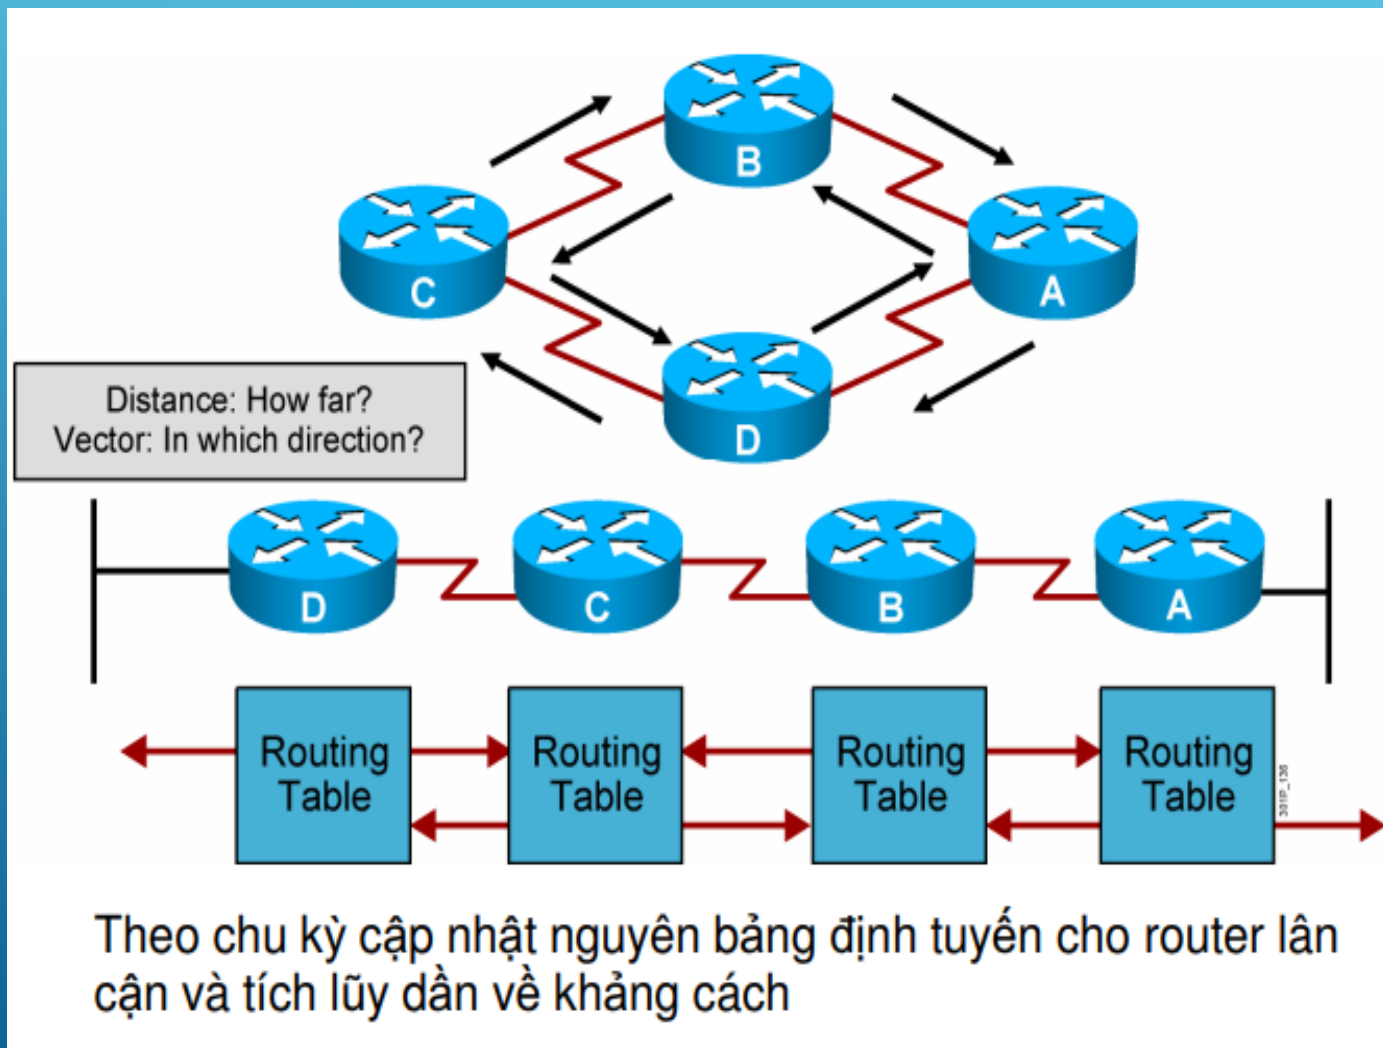 B
C
A
D
Distance: How far?
Vector: In which direction?
D
C
B
A
Routing
Table
Routing
Table
Routing
Table
Routing
Table
301P_136
Theo chu kỳ cập nhật nguyên bảng định tuyến cho router lân
cận và tích lũy dần về khảng cách